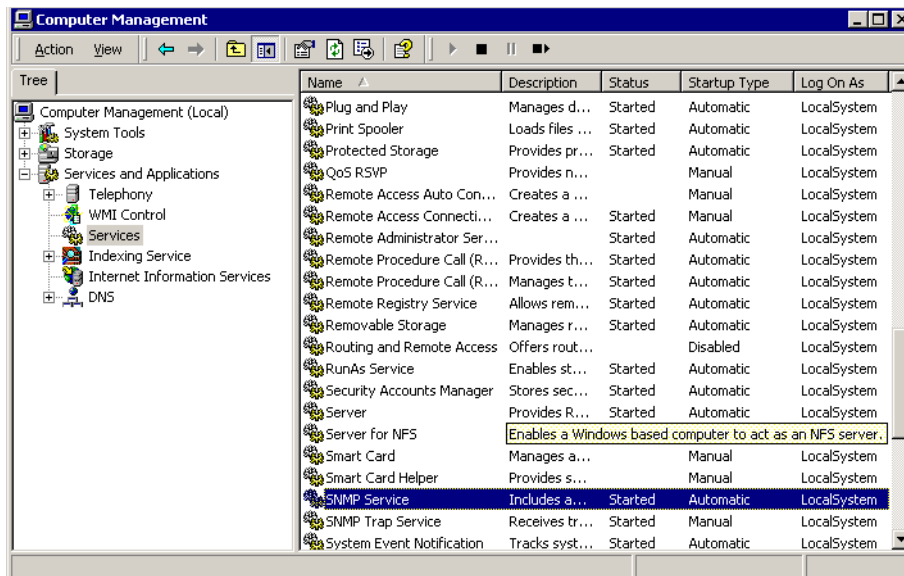 Computer Management
Action View
Tree
Computer Management (Local)
System Tools
Storage
Services and Applications
Telephony
WMI Control
Services
Indexing Service
Internet Information Services
DNS
Name Description Status Startup Type Log On As
Plug and Play Manages d... Started Automatic LocalSystem
Print Spooler Loads files ... Started Automatic LocalSystem
Protected Storage Provides pr... Started Automatic LocalSystem
QoS RSVP Provides n... Manual LocalSystem
Remote Access Auto Con... Creates a ... Manual LocalSystem
Remote Access Connecti... Creates a ... Started Manual LocalSystem
Remote Administrator Ser... Started Automatic LocalSystem
Remote Procedure Call (R... Provides th... Started Automatic LocalSystem
Remote Procedure Call (R... Manages t... Started Automatic LocalSystem
Remote Registry Service Allows rem... Started Automatic LocalSystem
Removable Storage Manages r... Started Automatic LocalSystem
Routing and Remote Access Offers rout... Disabled LocalSystem
RunAs Service Enables st... Started Automatic LocalSystem
Security Accounts Manager Stores sec... Started Automatic LocalSystem
Server Provides R... Started Automatic LocalSystem
Server for NFS Enables a Windows based computer to act as an NFS server.
Smart Card Manages a... Manual LocalSystem
Smart Card Helper Provides s... Manual LocalSystem
SNMP Service Includes a... Started Automatic LocalSystem
SNMP Trap Service Receives tr... Started Manual LocalSystem
System Event Notification Tracks syst... Started Automatic LocalSystem